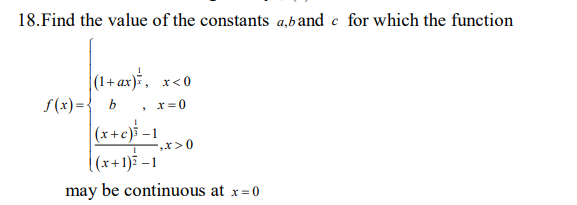 18.Find the value of the constants a,b and c for which the function
f(x)={ (1+ax)^{1/x}, x<0
b , x=0
((x+c)^{1/3}−1)/((x+1)^{1/2}−1) ,x>0
may be continuous at x=0